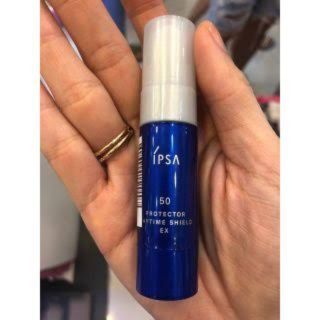 IPSA
50
PROTECTOR
DAYTIME SHIELD
EX